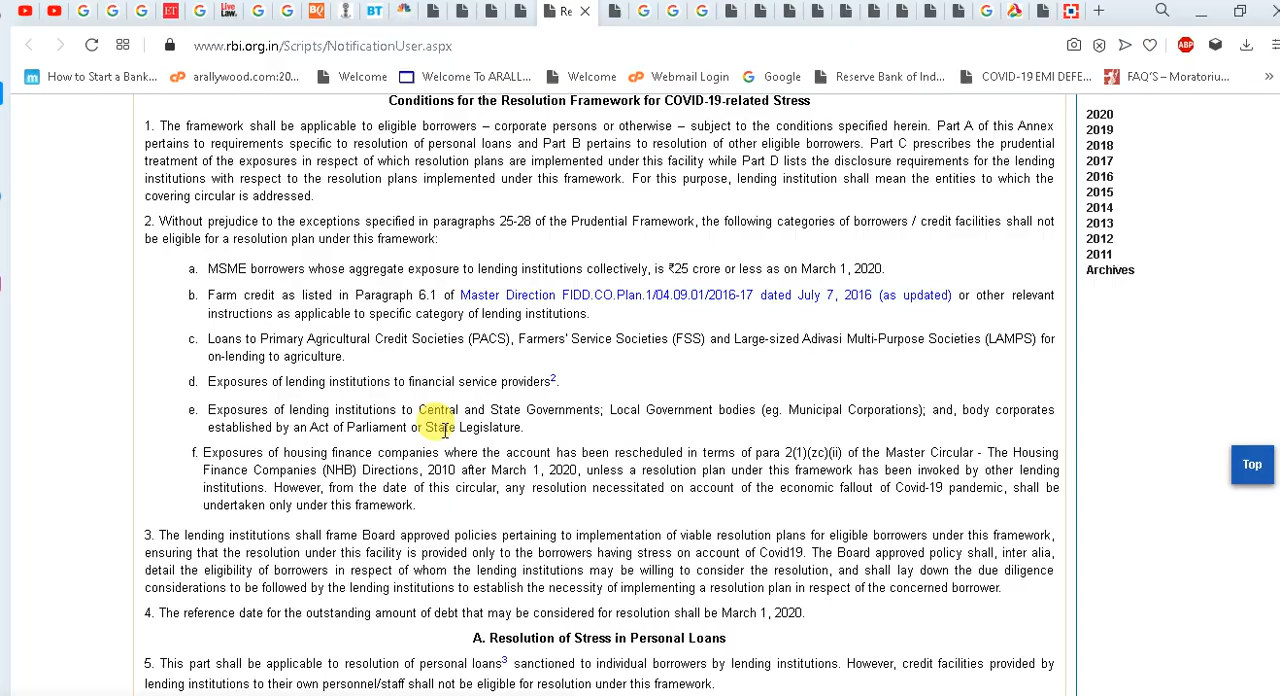 Live Law.
ET
BQ
BT
Re
www.rbi.org.in/Scripts/NotificationUser.aspx
ABP
m How to Start a Bank...
cP arallywood.com:20...
Welcome
Welcome To ARALL...
Welcome
cP Webmail Login
G Google
Reserve Bank of Ind...
COVID-19 EMI DEFE...
FAQ'S – Moratoriu...
»
Conditions for the Resolution Framework for COVID-19-related Stress
1. The framework shall be applicable to eligible borrowers – corporate persons or otherwise – subject to the conditions specified herein. Part A of this Annex
pertains to requirements specific to resolution of personal loans and Part B pertains to resolution of other eligible borrowers. Part C prescribes the prudential
treatment of the exposures in respect of which resolution plans are implemented under this facility while Part D lists the disclosure requirements for the lending
institutions with respect to the resolution plans implemented under this framework. For this purpose, lending institution shall mean the entities to which the
covering circular is addressed.
2. Without prejudice to the exceptions specified in paragraphs 25-28 of the Prudential Framework, the following categories of borrowers / credit facilities shall not
be eligible for a resolution plan under this framework:
a. MSME borrowers whose aggregate exposure to lending institutions collectively, is ₹25 crore or less as on March 1, 2020.
b. Farm credit as listed in Paragraph 6.1 of Master Direction FIDD.CO.Plan.1/04.09.01/2016-17 dated July 7, 2016 (as updated) or other relevant
instructions as applicable to specific category of lending institutions.
c. Loans to Primary Agricultural Credit Societies (PACS), Farmers' Service Societies (FSS) and Large-sized Adivasi Multi-Purpose Societies (LAMPS) for
on-lending to agriculture.
d. Exposures of lending institutions to financial service providers2.
e. Exposures of lending institutions to Central and State Governments; Local Government bodies (eg. Municipal Corporations); and, body corporates
established by an Act of Parliament or State Legislature.
f. Exposures of housing finance companies where the account has been rescheduled in terms of para 2(1)(zc)(ii) of the Master Circular - The Housing
Finance Companies (NHB) Directions, 2010 after March 1, 2020, unless a resolution plan under this framework has been invoked by other lending
institutions. However, from the date of this circular, any resolution necessitated on account of the economic fallout of Covid-19 pandemic, shall be
undertaken only under this framework.
3. The lending institutions shall frame Board approved policies pertaining to implementation of viable resolution plans for eligible borrowers under this framework,
ensuring that the resolution under this facility is provided only to the borrowers having stress on account of Covid19. The Board approved policy shall, inter alia,
detail the eligibility of borrowers in respect of whom the lending institutions may be willing to consider the resolution, and shall lay down the due diligence
considerations to be followed by the lending institutions to establish the necessity of implementing a resolution plan in respect of the concerned borrower.
4. The reference date for the outstanding amount of debt that may be considered for resolution shall be March 1, 2020.
A. Resolution of Stress in Personal Loans
5. This part shall be applicable to resolution of personal loans3 sanctioned to individual borrowers by lending institutions. However, credit facilities provided by
lending institutions to their own personnel/staff shall not be eligible for resolution under this framework.
2020
2019
2018
2017
2016
2015
2014
2013
2012
2011
Archives
Top